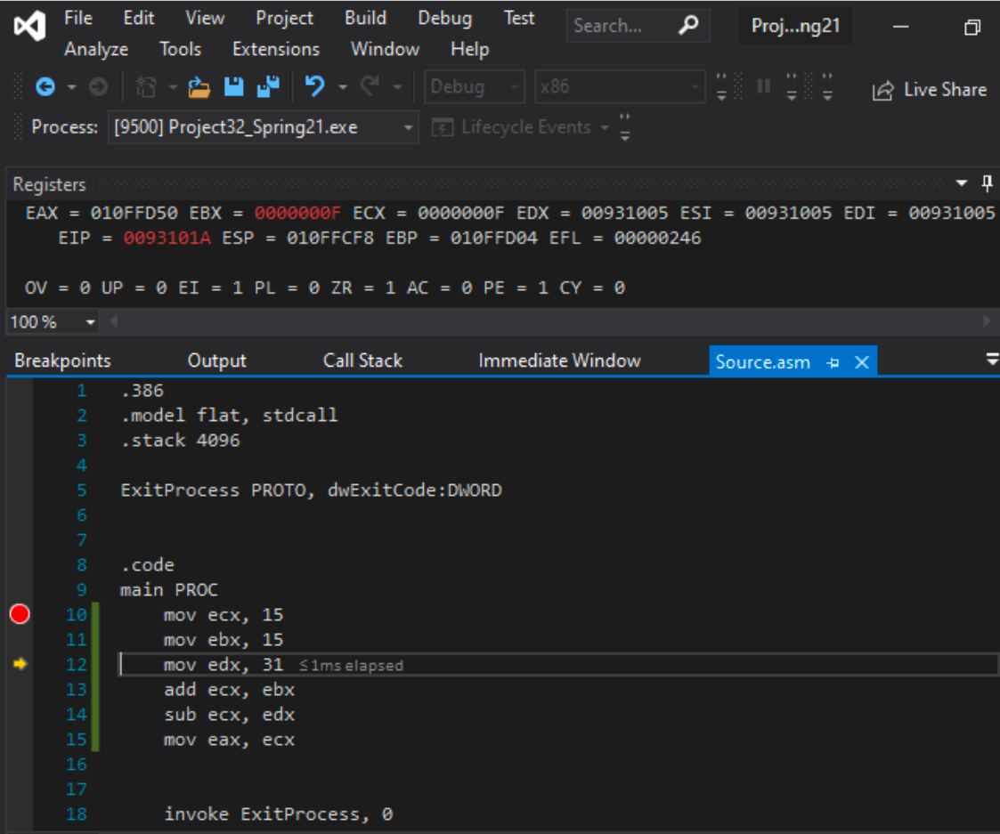 File Edit View Project Build Debug Test Search... Proj...ng21
Analyze Tools Extensions Window Help
Debug x86 Live Share
Process: [9500] Project32_Spring21.exe Lifecycle Events
Registers
EAX = 010FFD50 EBX = 0000000F ECX = 0000000F EDX = 00931005 ESI = 00931005 EDI = 00931005
EIP = 0093101A ESP = 010FFCF8 EBP = 010FFD04 EFL = 00000246
OV = 0 UP = 0 EI = 1 PL = 0 ZR = 1 AC = 0 PE = 1 CY = 0
100 %
Breakpoints Output Call Stack Immediate Window Source.asm
1 .386
2 .model flat, stdcall
3 .stack 4096
4
5 ExitProcess PROTO, dwExitCode:DWORD
6
7
8 .code
9 main PROC
10 mov ecx, 15
11 mov ebx, 15
12 mov edx, 31 ≤1ms elapsed
13 add ecx, ebx
14 sub ecx, edx
15 mov eax, ecx
16
17
18 invoke ExitProcess, 0